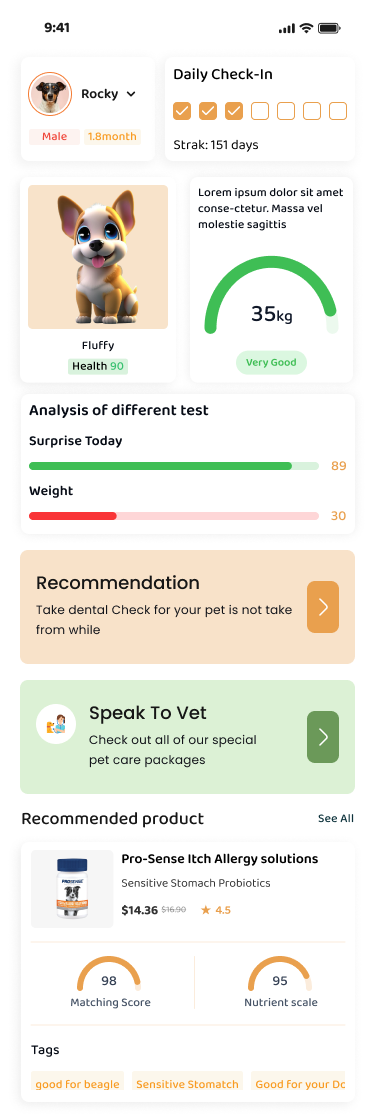 9:41
Rocky
Male
1.8month
Daily Check-In
Strak: 151 days
Fluffy
Health 90
Lorem ipsum dolor sit amet
conse-ctetur. Massa vel
molestie sagittis
35kg
Very Good
Analysis of different test
Surprise Today
89
Weight
30
Recommendation
Take dental Check for your pet is not take
from while
Speak To Vet
Check out all of our special
pet care packages
Recommended product
See All
Pro-Sense Itch Allergy solutions
Sensitive Stomach Probiotics
$14.36 $16.90 ★ 4.5
98
Matching Score
95
Nutrient scale
Tags
good for beagle
Sensitive Stomatch
Good for your Do